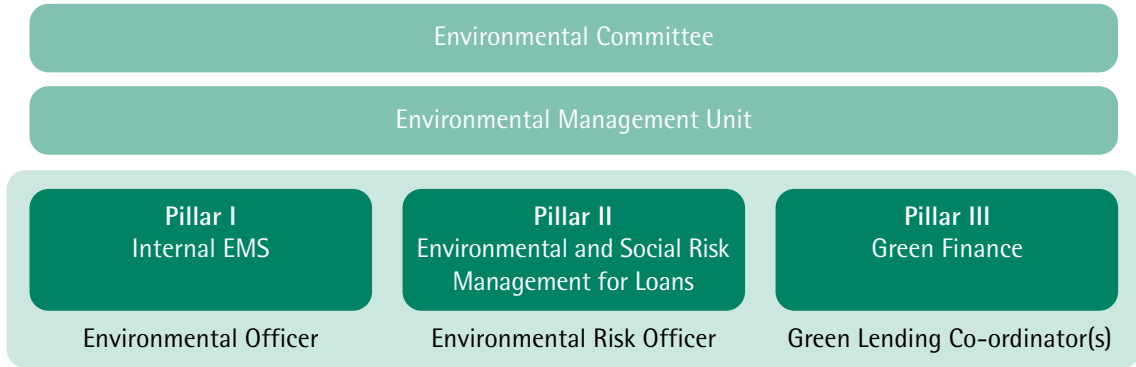 Environmental Committee
Environmental Management Unit
Pillar I
Internal EMS
Pillar II
Environmental and Social Risk
Management for Loans
Pillar III
Green Finance
Environmental Officer
Environmental Risk Officer
Green Lending Co-ordinator(s)